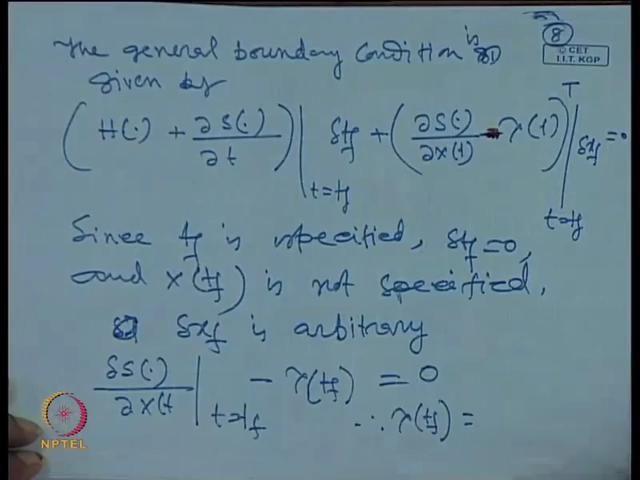 8
© CET
I.I.T. KGP
The general boundary condition is
given by
(H(·) + ∂S(·)/∂t)|t=tf δtf + (∂S(·)/∂x(t) - λ(t))ᵀ|t=tf δxf = 0
Since tf is specified, δtf = 0,
and x(tf) is not specified,
δxf is arbitrary
δS(·)/∂x(t |t=tf - λ(tf) = 0
∴ λ(tf) =
NPTEL